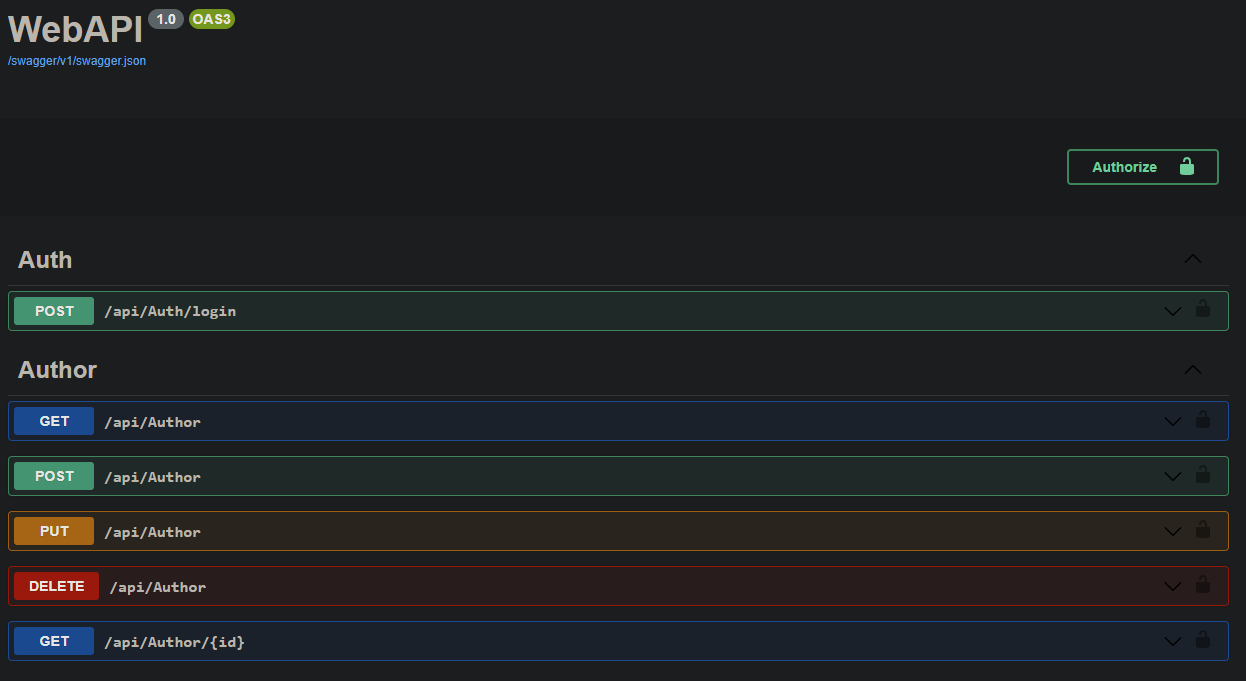 WebAPI 1.0 OAS3
/swagger/v1/swagger.json
Authorize
Auth
POST /api/Auth/login
Author
GET /api/Author
POST /api/Author
PUT /api/Author
DELETE /api/Author
GET /api/Author/{id}